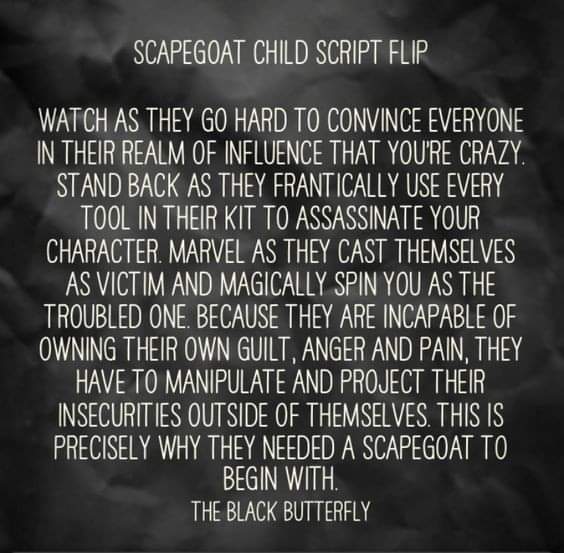 SCAPEGOAT CHILD SCRIPT FLIP
WATCH AS THEY GO HARD TO CONVINCE EVERYONE
IN THEIR REALM OF INFLUENCE THAT YOU'RE CRAZY.
STAND BACK AS THEY FRANTICALLY USE EVERY
TOOL IN THEIR KIT TO ASSASSINATE YOUR
CHARACTER. MARVEL AS THEY CAST THEMSELVES
AS VICTIM AND MAGICALLY SPIN YOU AS THE
TROUBLED ONE. BECAUSE THEY ARE INCAPABLE OF
OWNING THEIR OWN GUILT, ANGER AND PAIN, THEY
HAVE TO MANIPULATE AND PROJECT THEIR
INSECURITIES OUTSIDE OF THEMSELVES. THIS IS
PRECISELY WHY THEY NEEDED A SCAPEGOAT TO
BEGIN WITH.
THE BLACK BUTTERFLY